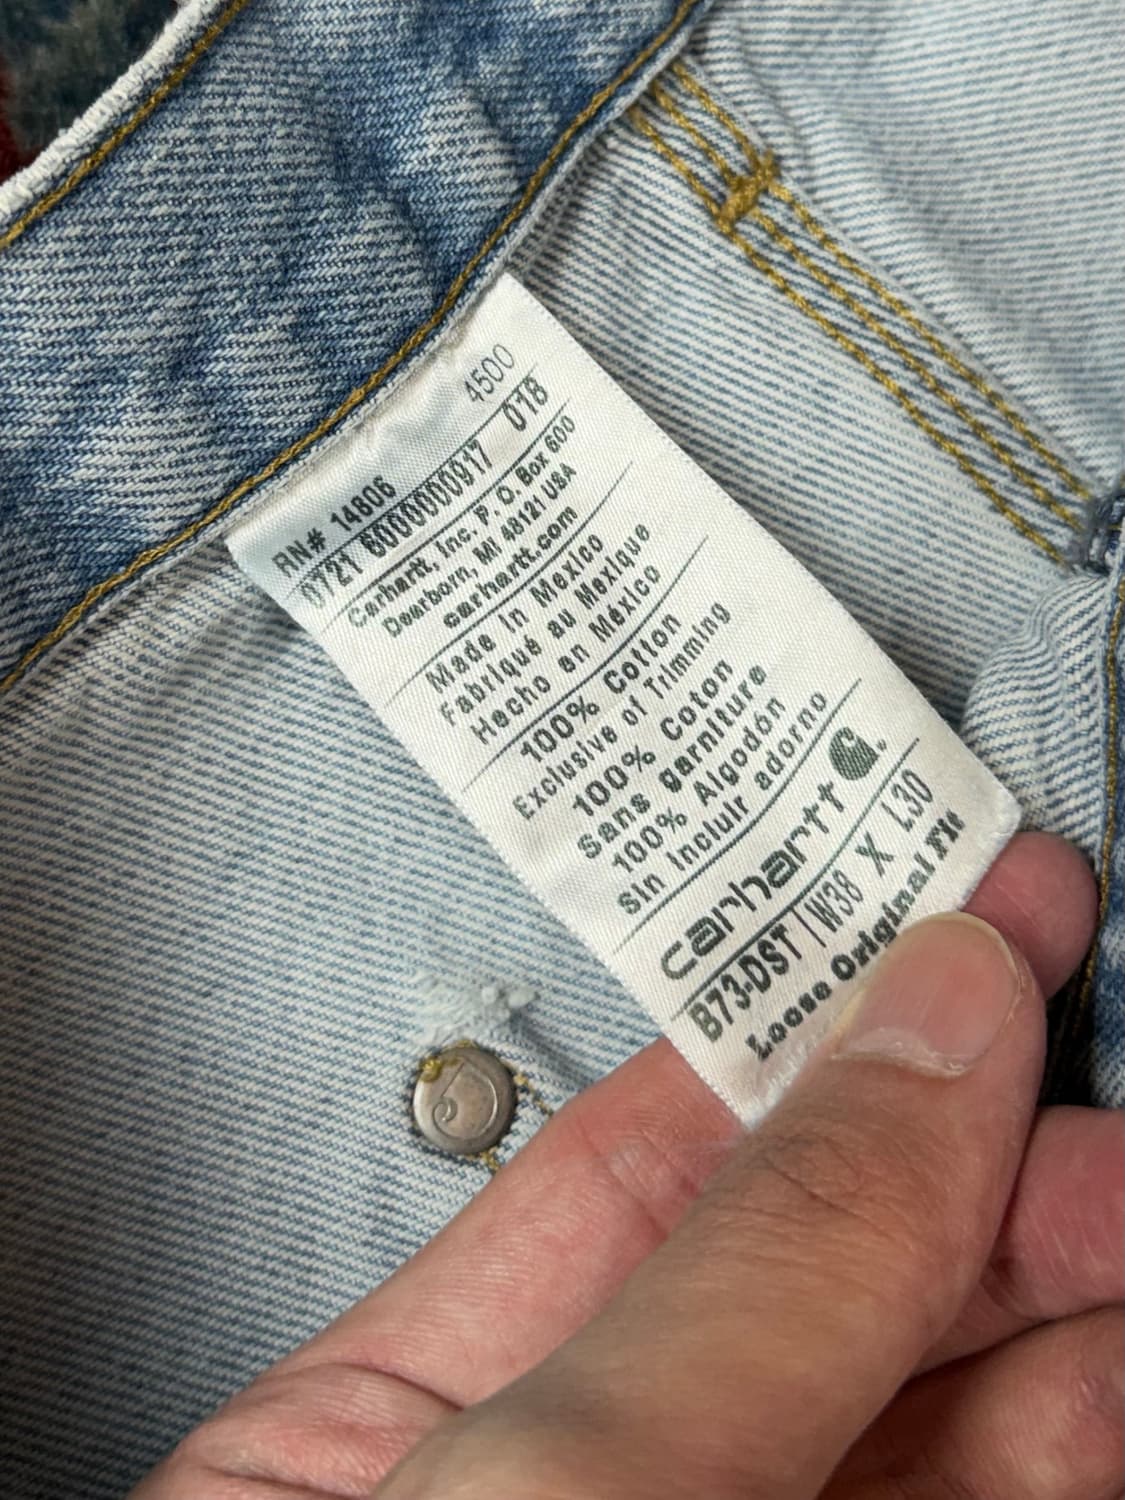 4500
RN# 14806
0721 6000000917 018
Carhartt, Inc. P. O. Box 600
Dearborn, MI 48121 USA
carhartt.com
Made In Mexico
Fabriqué au Mexique
Hecho en México
100% Cotton
Exclusive of Trimming
100% Coton
Sans garniture
100% Algodón
Sin Incluir adorno
carhartt
B73-DST | W38 X L30
Loose Original Fit